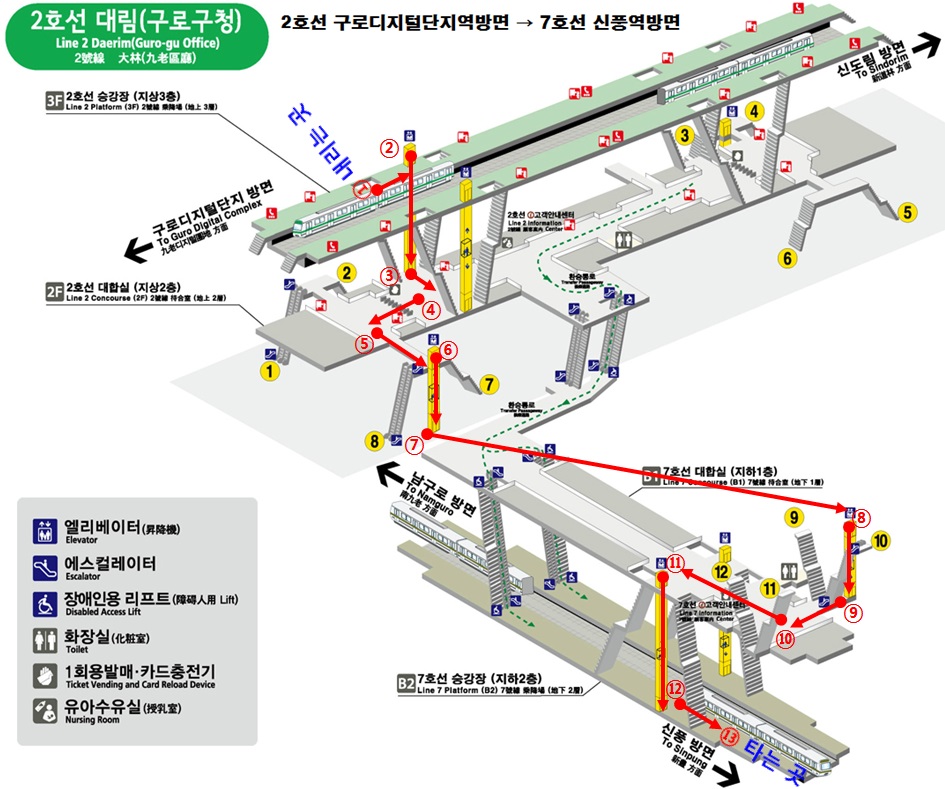 2호선 대림(구로구청)
Line 2 Daerim(Guro-gu Office)
2號線 大林(九老區廳)
2호선 구로디지털단지역방면 → 7호선 신풍역방면
신도림 방면
To Sindorim
新道林 方面
3F 2호선 승강장 (지상3층)
Line 2 Platform (3F) 2號線 乘降場 (地上 3層)
내리는 곳
구로디지털단지 방면
To Guro Digital Complex
九老디지털團地 方面
2F 2호선 대합실 (지상2층)
Line 2 Concourse (2F) 2號線 待合室 (地上 2層)
2호선 고객안내센터
Line 2 Information
2號線 顧客案內 Center
환승통로
Transfer Passageway
환승통로
Transfer Passageway
①
②
③
④
⑤
⑥
⑦
⑧
⑨
⑩
⑪
⑫
⑬
1
2
3
4
5
6
7
8
9
10
11
12
B1 7호선 대합실 (지하1층)
Line 7 Concourse (B1) 7號線 待合室 (地下 1層)
남구로 방면
To Namguro
南九老 方面
7호선 고객안내센터
Line 7 Information
7號線 顧客案內 Center
B2 7호선 승강장 (지하2층)
Line 7 Platform (B2) 7號線 乘降場 (地下 2層)
신풍 방면
To Sinpung
新豊 方面
타는 곳
엘리베이터(昇降機)
Elevator
에스컬레이터
Escalator
장애인용 리프트(障碍人用 Lift)
Disabled Access Lift
화장실(化粧室)
Toilet
1회용발매·카드충전기
Ticket Vending and Card Reload Device
유아수유실(授乳室)
Nursing Room